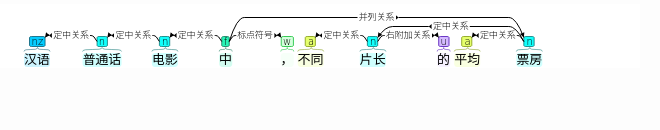 并列关系
定中关系
定中关系 定中关系 定中关系 标点符号 定中关系 右附加关系 定中关系
nz n n f w a n u a n
汉语 普通话 电影 中 ， 不同 片长 的 平均 票房